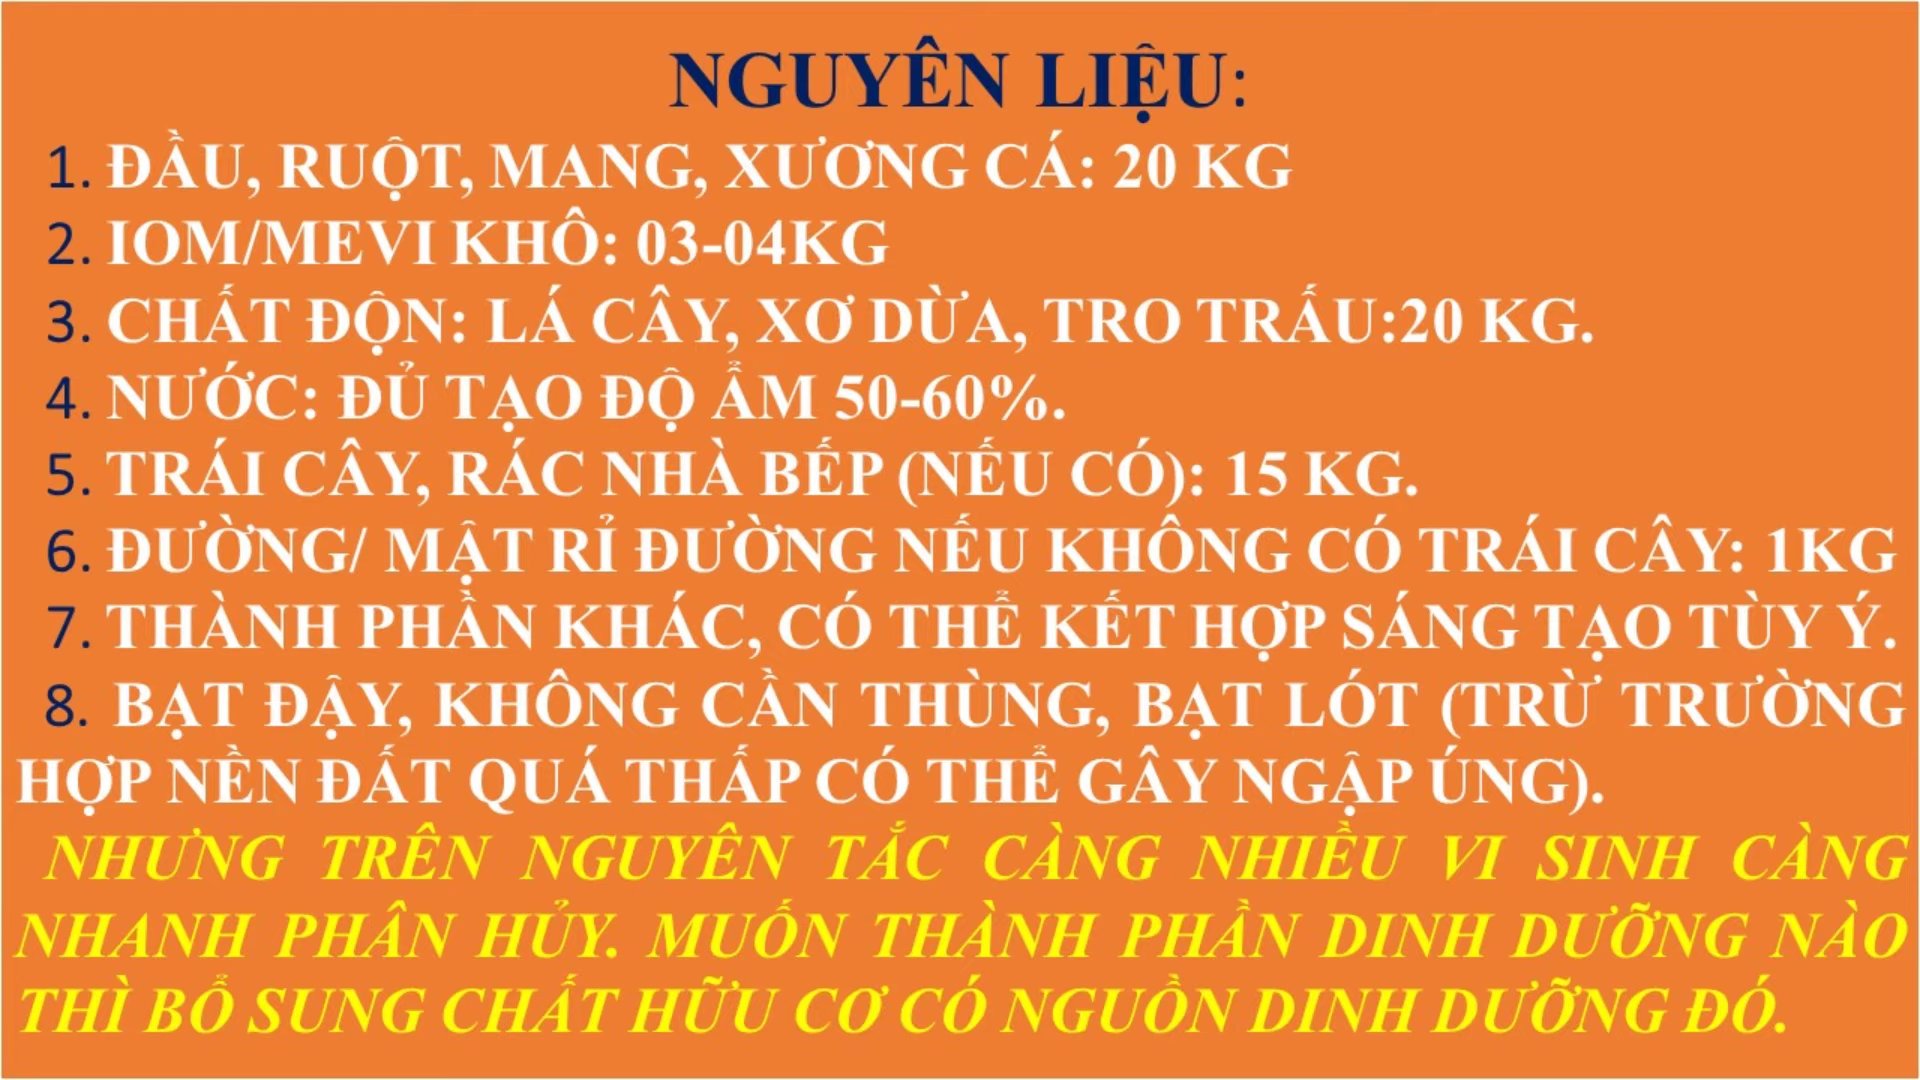 NGUYÊN LIỆU:
1. ĐẦU, RUỘT, MANG, XƯƠNG CÁ: 20 KG
2. IOM/MEVI KHÔ: 03-04KG
3. CHẤT ĐỘN: LÁ CÂY, XƠ DỪA, TRO TRẤU:20 KG.
4. NƯỚC: ĐỦ TẠO ĐỘ ẨM 50-60%.
5. TRÁI CÂY, RÁC NHÀ BẾP (NẾU CÓ): 15 KG.
6. ĐƯỜNG/ MẬT RỈ ĐƯỜNG NẾU KHÔNG CÓ TRÁI CÂY: 1KG
7. THÀNH PHẦN KHÁC, CÓ THỂ KẾT HỢP SÁNG TẠO TÙY Ý.
8. BẠT ĐẬY, KHÔNG CẦN THÙNG, BẠT LÓT (TRỪ TRƯỜNG
HỢP NỀN ĐẤT QUÁ THẤP CÓ THỂ GÂY NGẬP ÚNG).
NHƯNG TRÊN NGUYÊN TẮC CÀNG NHIỀU VI SINH CÀNG
NHANH PHÂN HỦY. MUỐN THÀNH PHẦN DINH DƯỠNG NÀO
THÌ BỔ SUNG CHẤT HỮU CƠ CÓ NGUỒN DINH DƯỠNG ĐÓ.